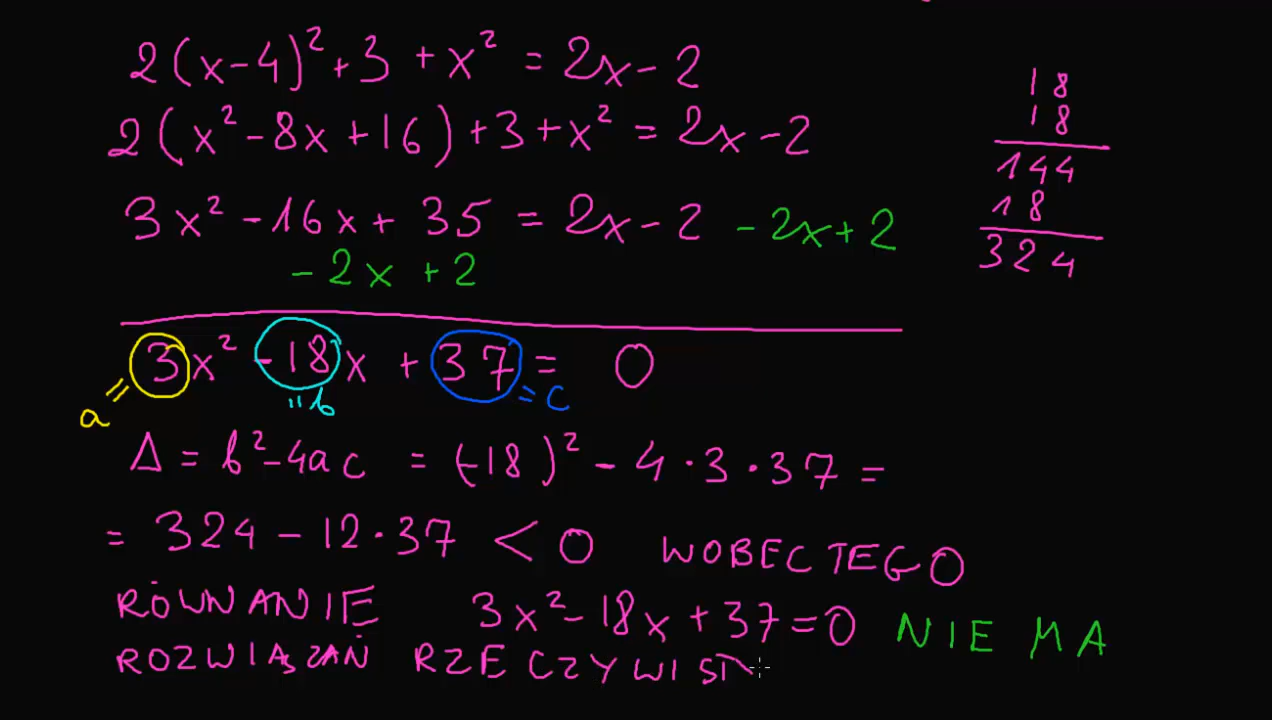 2(x-4)²+3+x² = 2x-2
2(x²-8x+16)+3+x² = 2x-2
3x²-16x+35 = 2x-2 -2x+2
-2x+2
3x² -18x + 37 = 0
a = "b = c
Δ = b²-4ac = (-18)² - 4·3·37 =
= 324 - 12·37 < 0 WOBEC TEGO
RÓWNANIE 3x²-18x+37=0 NIE MA
ROZWIĄZAŃ RZECZYWIST
18
18
144
18
324